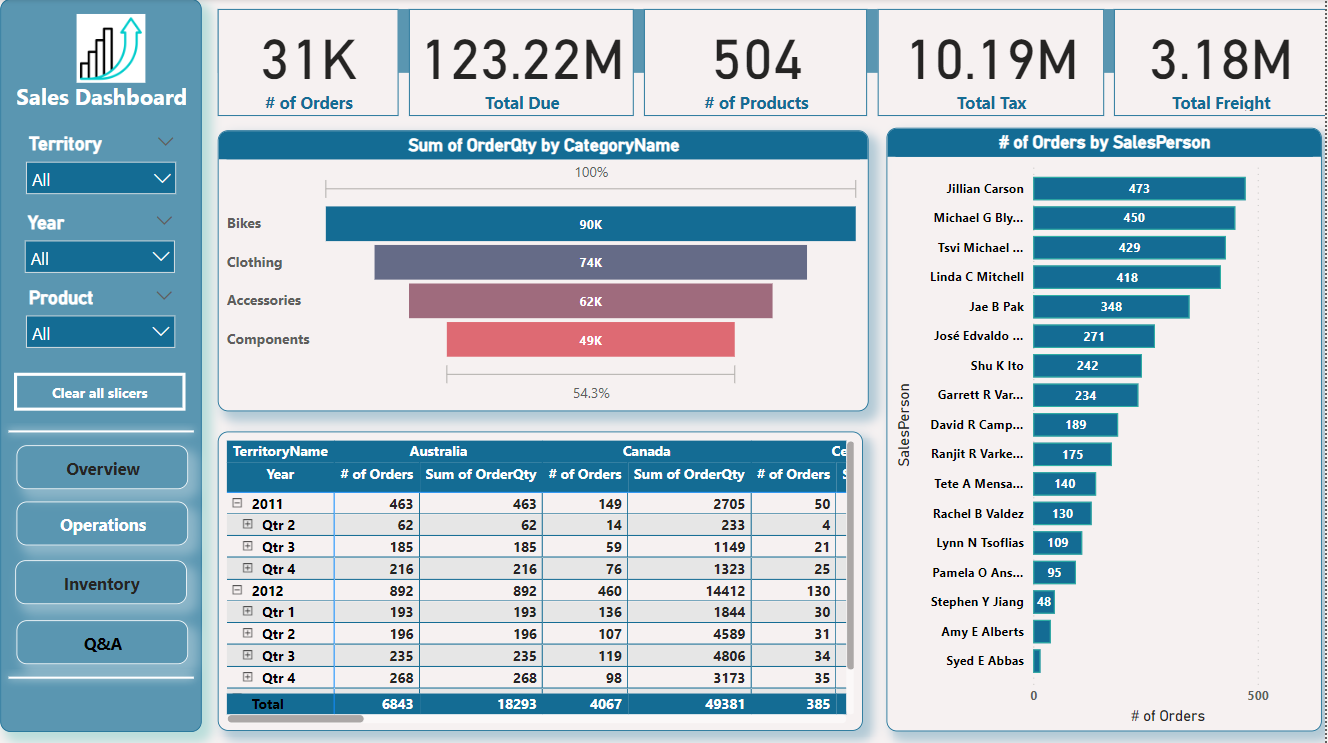 Sales Dashboard
Territory
All
Year
All
Product
All
Clear all slicers
Overview
Operations
Inventory
Q&A
31K
# of Orders
123.22M
Total Due
504
# of Products
10.19M
Total Tax
3.18M
Total Freight
Sum of OrderQty by CategoryName
100%
Bikes 90K
Clothing 74K
Accessories 62K
Components 49K
54.3%
TerritoryName Australia Canada Ce
Year # of Orders Sum of OrderQty # of Orders Sum of OrderQty # of Orders S
2011 463 463 149 2705 50
Qtr 2 62 62 14 233 4
Qtr 3 185 185 59 1149 21
Qtr 4 216 216 76 1323 25
2012 892 892 460 14412 130
Qtr 1 193 193 136 1844 30
Qtr 2 196 196 107 4589 31
Qtr 3 235 235 119 4806 34
Qtr 4 268 268 98 3173 35
Total 6843 18293 4067 49381 385
# of Orders by SalesPerson
SalesPerson
Jillian Carson 473
Michael G Bly... 450
Tsvi Michael ... 429
Linda C Mitchell 418
Jae B Pak 348
José Edvaldo ... 271
Shu K Ito 242
Garrett R Var... 234
David R Camp... 189
Ranjit R Varke... 175
Tete A Mensa... 140
Rachel B Valdez 130
Lynn N Tsoflias 109
Pamela O Ans... 95
Stephen Y Jiang 48
Amy E Alberts
Syed E Abbas
0 500
# of Orders